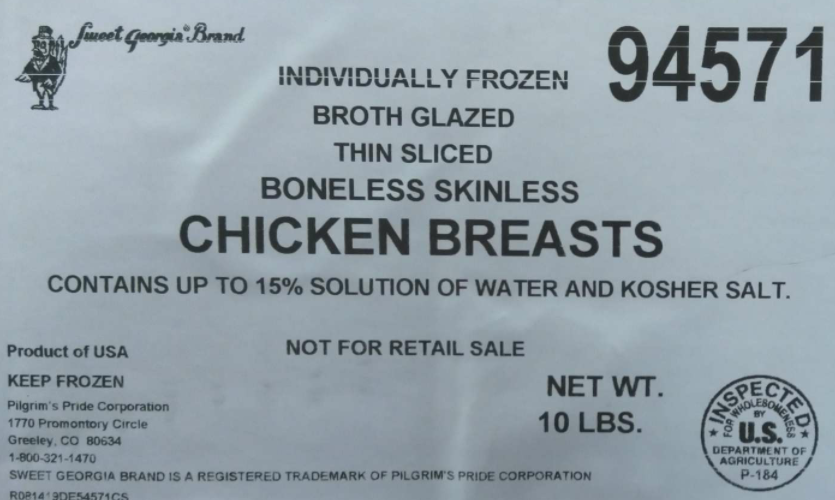 Sweet Georgia® Brand
94571
INDIVIDUALLY FROZEN
BROTH GLAZED
THIN SLICED
BONELESS SKINLESS
CHICKEN BREASTS
CONTAINS UP TO 15% SOLUTION OF WATER AND KOSHER SALT.
Product of USA
NOT FOR RETAIL SALE
KEEP FROZEN
Pilgrim's Pride Corporation
1770 Promontory Circle
Greeley, CO 80634
1-800-321-1470
NET WT.
10 LBS.
INSPECTED
FOR WHOLESOMENESS
BY
U.S.
DEPARTMENT OF
AGRICULTURE
P-184
SWEET GEORGIA BRAND IS A REGISTERED TRADEMARK OF PILGRIM'S PRIDE CORPORATION